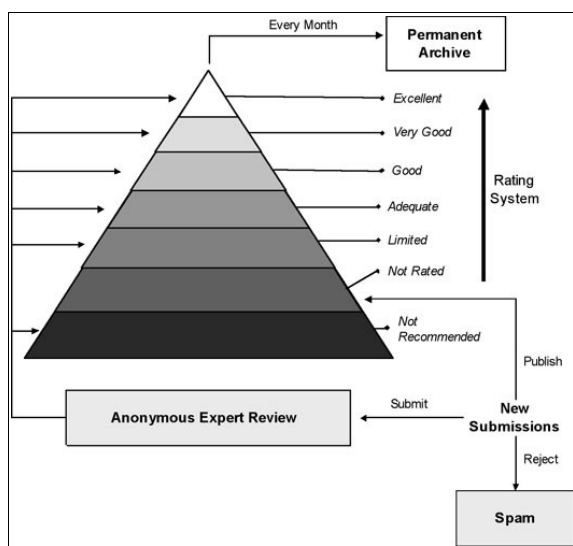 Every Month
Permanent
Archive
Excellent
Very Good
Good
Adequate
Limited
Not Rated
Not
Recommended
Rating
System
Publish
Anonymous Expert Review
Submit
New
Submissions
Reject
Spam